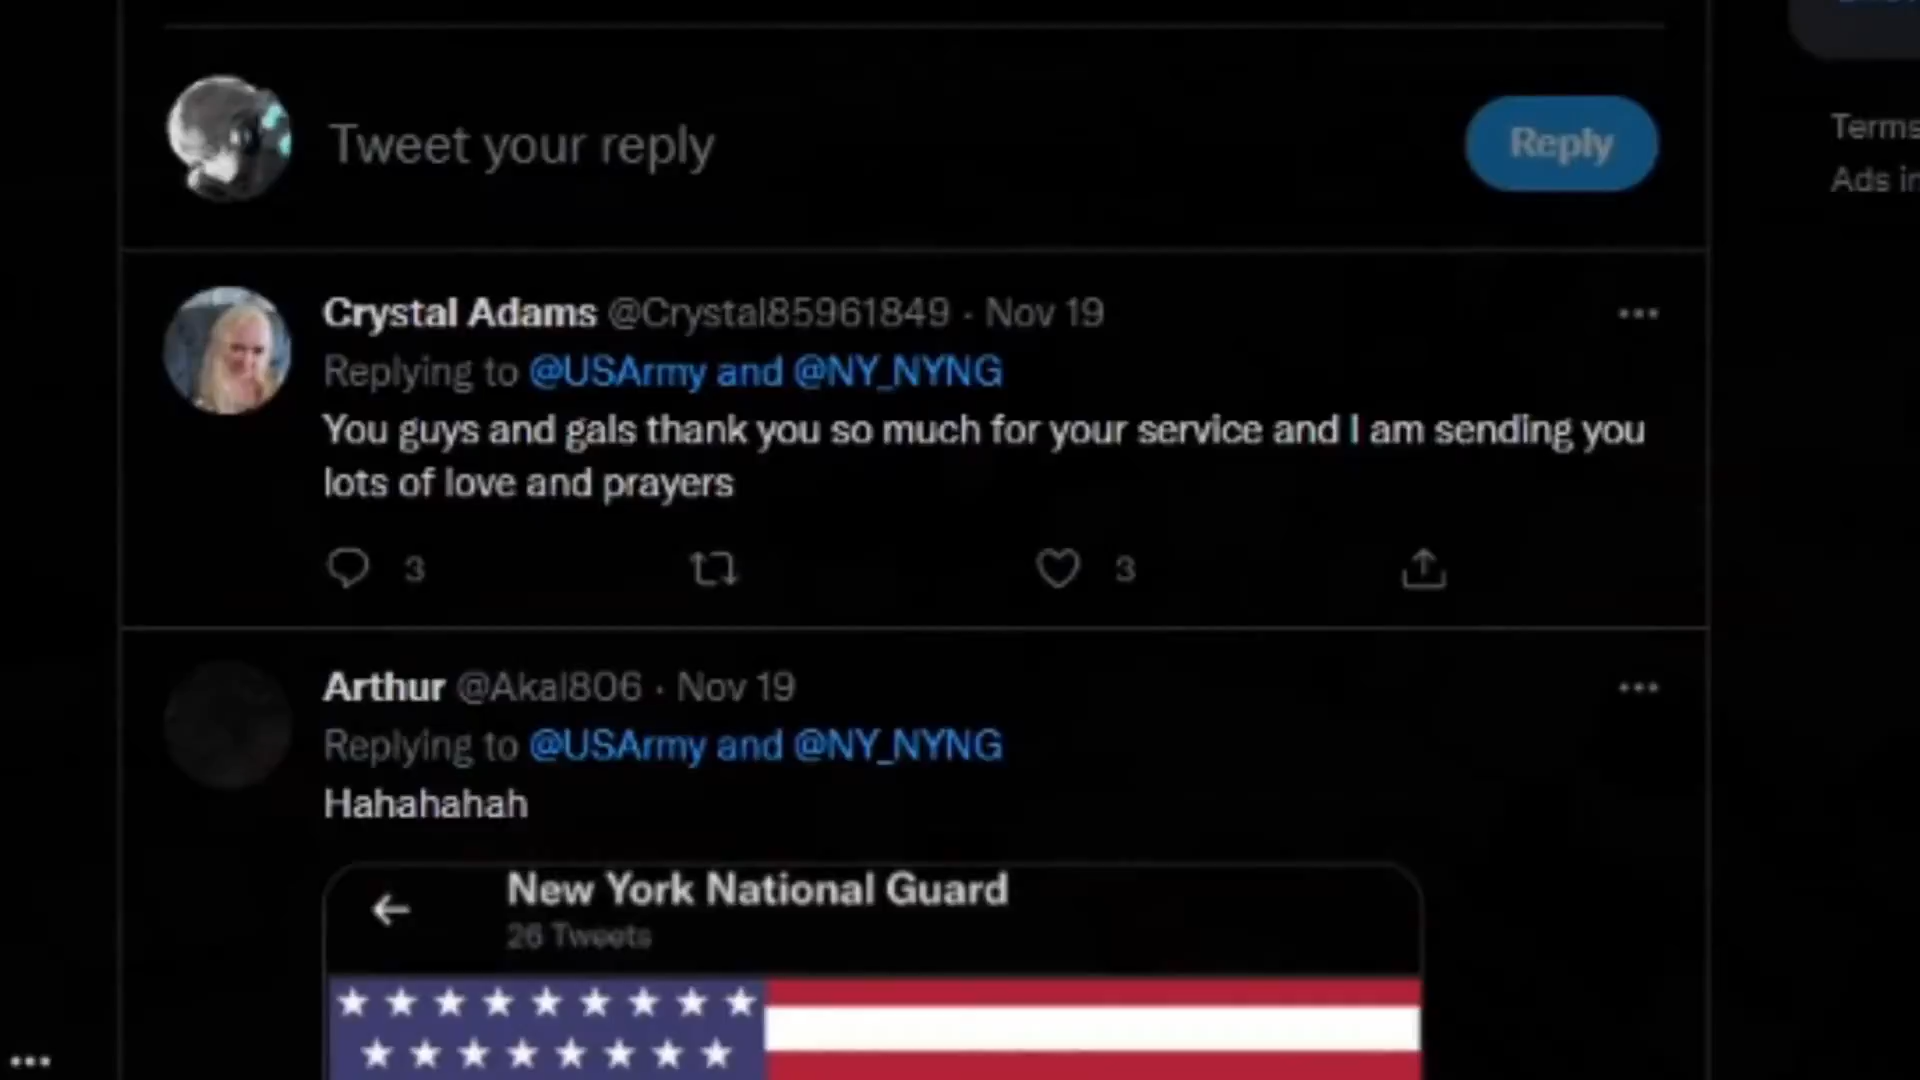 Tweet your reply
Reply
Terms
Ads in
Crystal Adams @Crystal85961849 · Nov 19
Replying to @USArmy and @NY_NYNG
You guys and gals thank you so much for your service and I am sending you
lots of love and prayers
3
3
Arthur @Akal806 · Nov 19
Replying to @USArmy and @NY_NYNG
Hahahahah
New York National Guard
26 Tweets